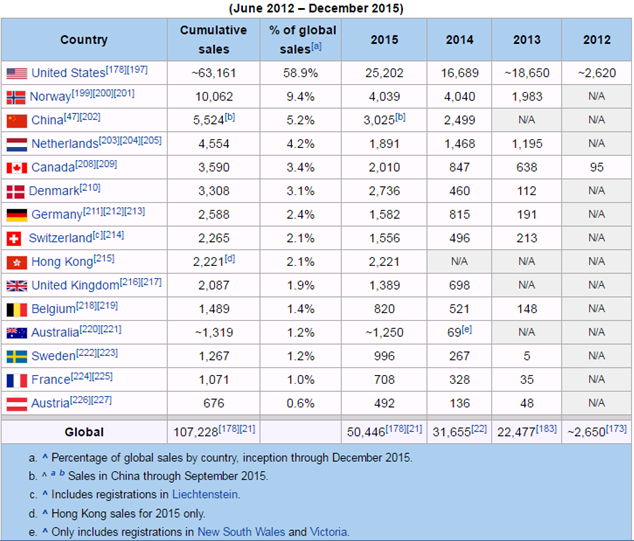 (June 2012 – December 2015)
Country Cumulative sales % of global sales[a] 2015 2014 2013 2012
United States[178][197] ~63,161 58.9% 25,202 16,689 ~18,650 ~2,620
Norway[199][200][201] 10,062 9.4% 4,039 4,040 1,983 N/A
China[47][202] 5,524[b] 5.2% 3,025[b] 2,499 N/A N/A
Netherlands[203][204][205] 4,554 4.2% 1,891 1,468 1,195 N/A
Canada[208][209] 3,590 3.4% 2,010 847 638 95
Denmark[210] 3,308 3.1% 2,736 460 112 N/A
Germany[211][212][213] 2,588 2.4% 1,582 815 191 N/A
Switzerland[c][214] 2,265 2.1% 1,556 496 213 N/A
Hong Kong[215] 2,221[d] 2.1% 2,221 N/A N/A N/A
United Kingdom[216][217] 2,087 1.9% 1,389 698 N/A
Belgium[218][219] 1,489 1.4% 820 521 148 N/A
Australia[220][221] ~1,319 1.2% ~1,250 69[e] N/A N/A
Sweden[222][223] 1,267 1.2% 996 267 5 N/A
France[224][225] 1,071 1.0% 708 328 35 N/A
Austria[226][227] 676 0.6% 492 136 48 N/A
Global 107,228[178][21] 50,446[178][21] 31,655[22] 22,477[183] ~2,650[173]
a. ^ Percentage of global sales by country, inception through December 2015.
b. ^ a b Sales in China through September 2015.
c. ^ Includes registrations in Liechtenstein.
d. ^ Hong Kong sales for 2015 only.
e. ^ Only includes registrations in New South Wales and Victoria.